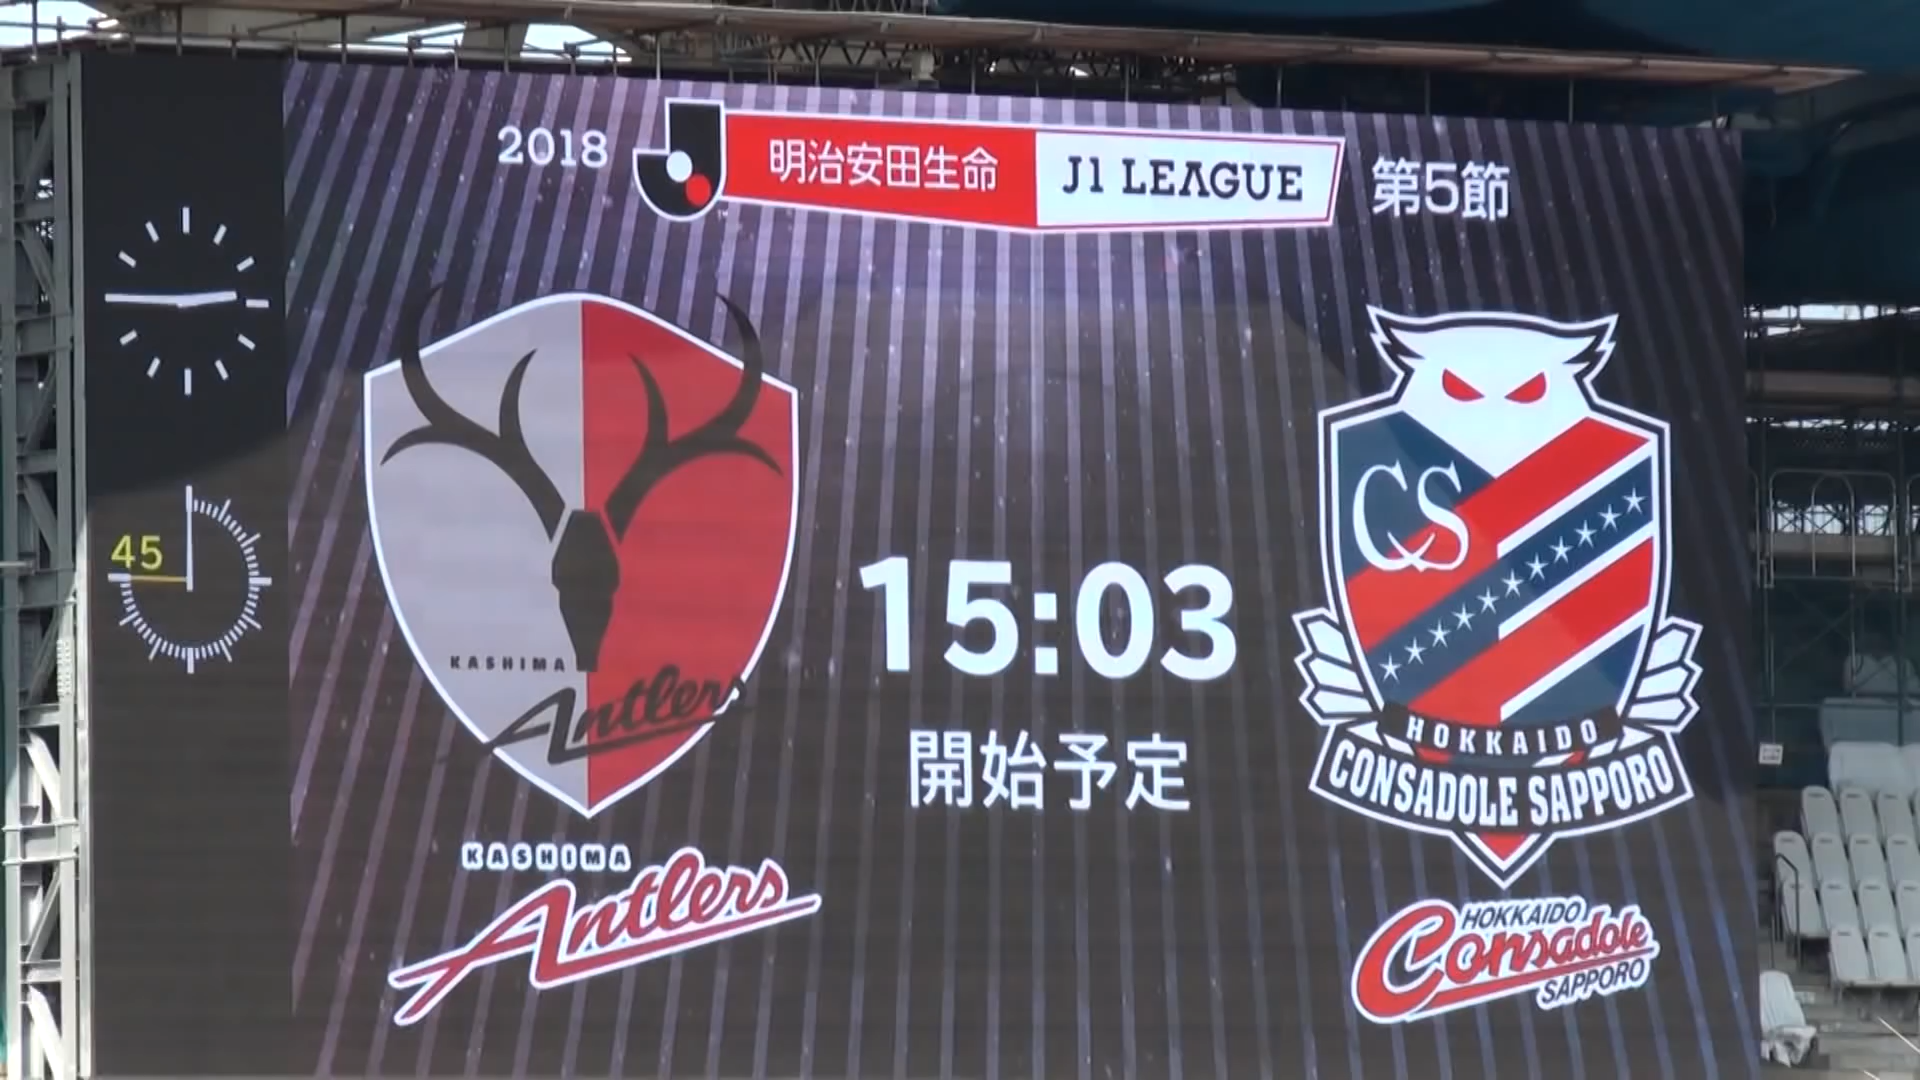 2018 明治安田生命 J1 LEAGUE 第5節
45
CS
KASHIMA
Antlers
15:03
開始予定
HOKKAIDO
CONSADOLE SAPPORO
KASHIMA
Antlers
HOKKAIDO
Consadole
SAPPORO